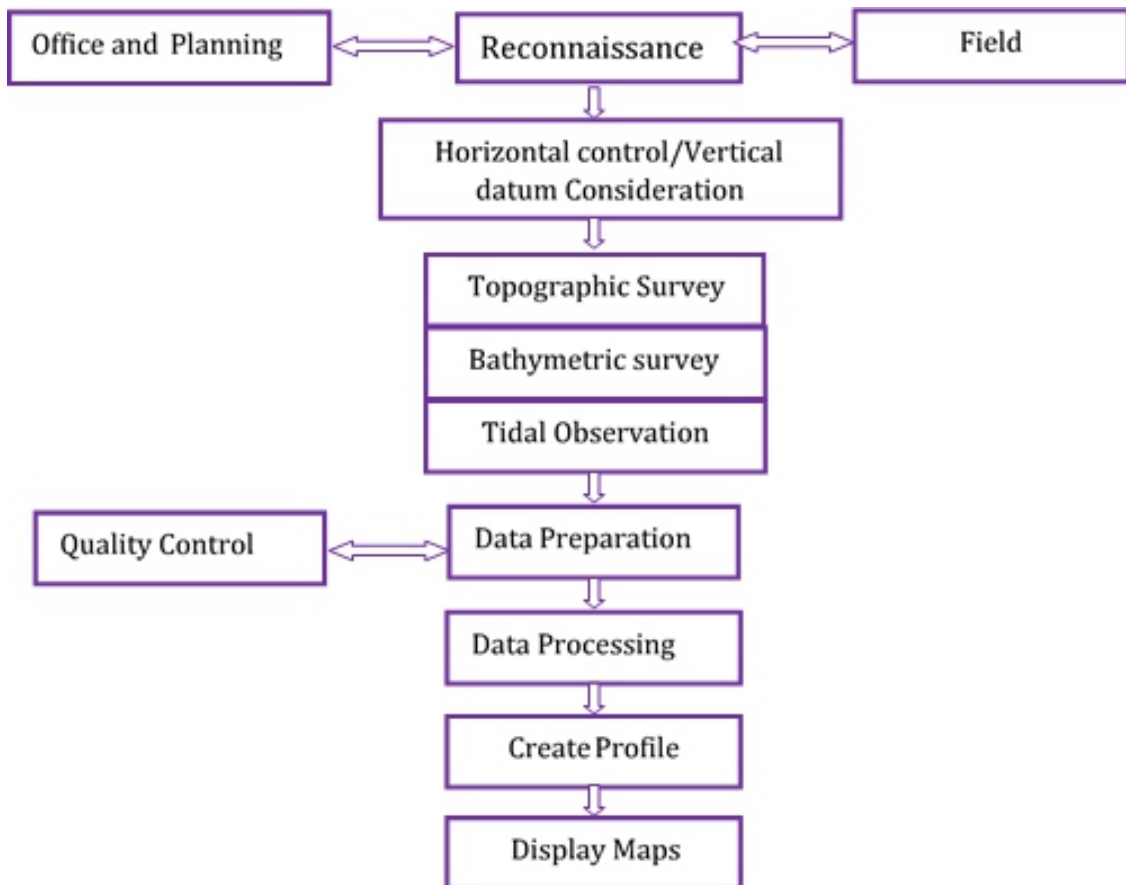 Office and Planning
Reconnaissance
Field
Horizontal control/Vertical
datum Consideration
Topographic Survey
Bathymetric survey
Tidal Observation
Quality Control
Data Preparation
Data Processing
Create Profile
Display Maps